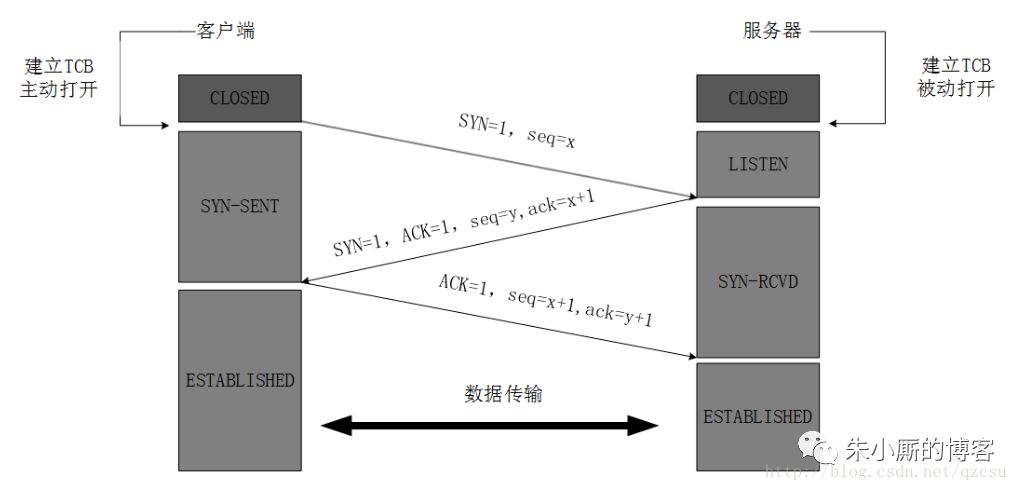 客户端
服务器
建立TCB
主动打开
建立TCB
被动打开
CLOSED
CLOSED
SYN=1, seq=x
LISTEN
SYN-SENT
SYN=1, ACK=1, seq=y,ack=x+1
ACK=1, seq=x+1,ack=y+1
SYN-RCVD
ESTABLISHED
数据传输
ESTABLISHED
朱小厮的博客
http://blog.csdn.net/qzcsu